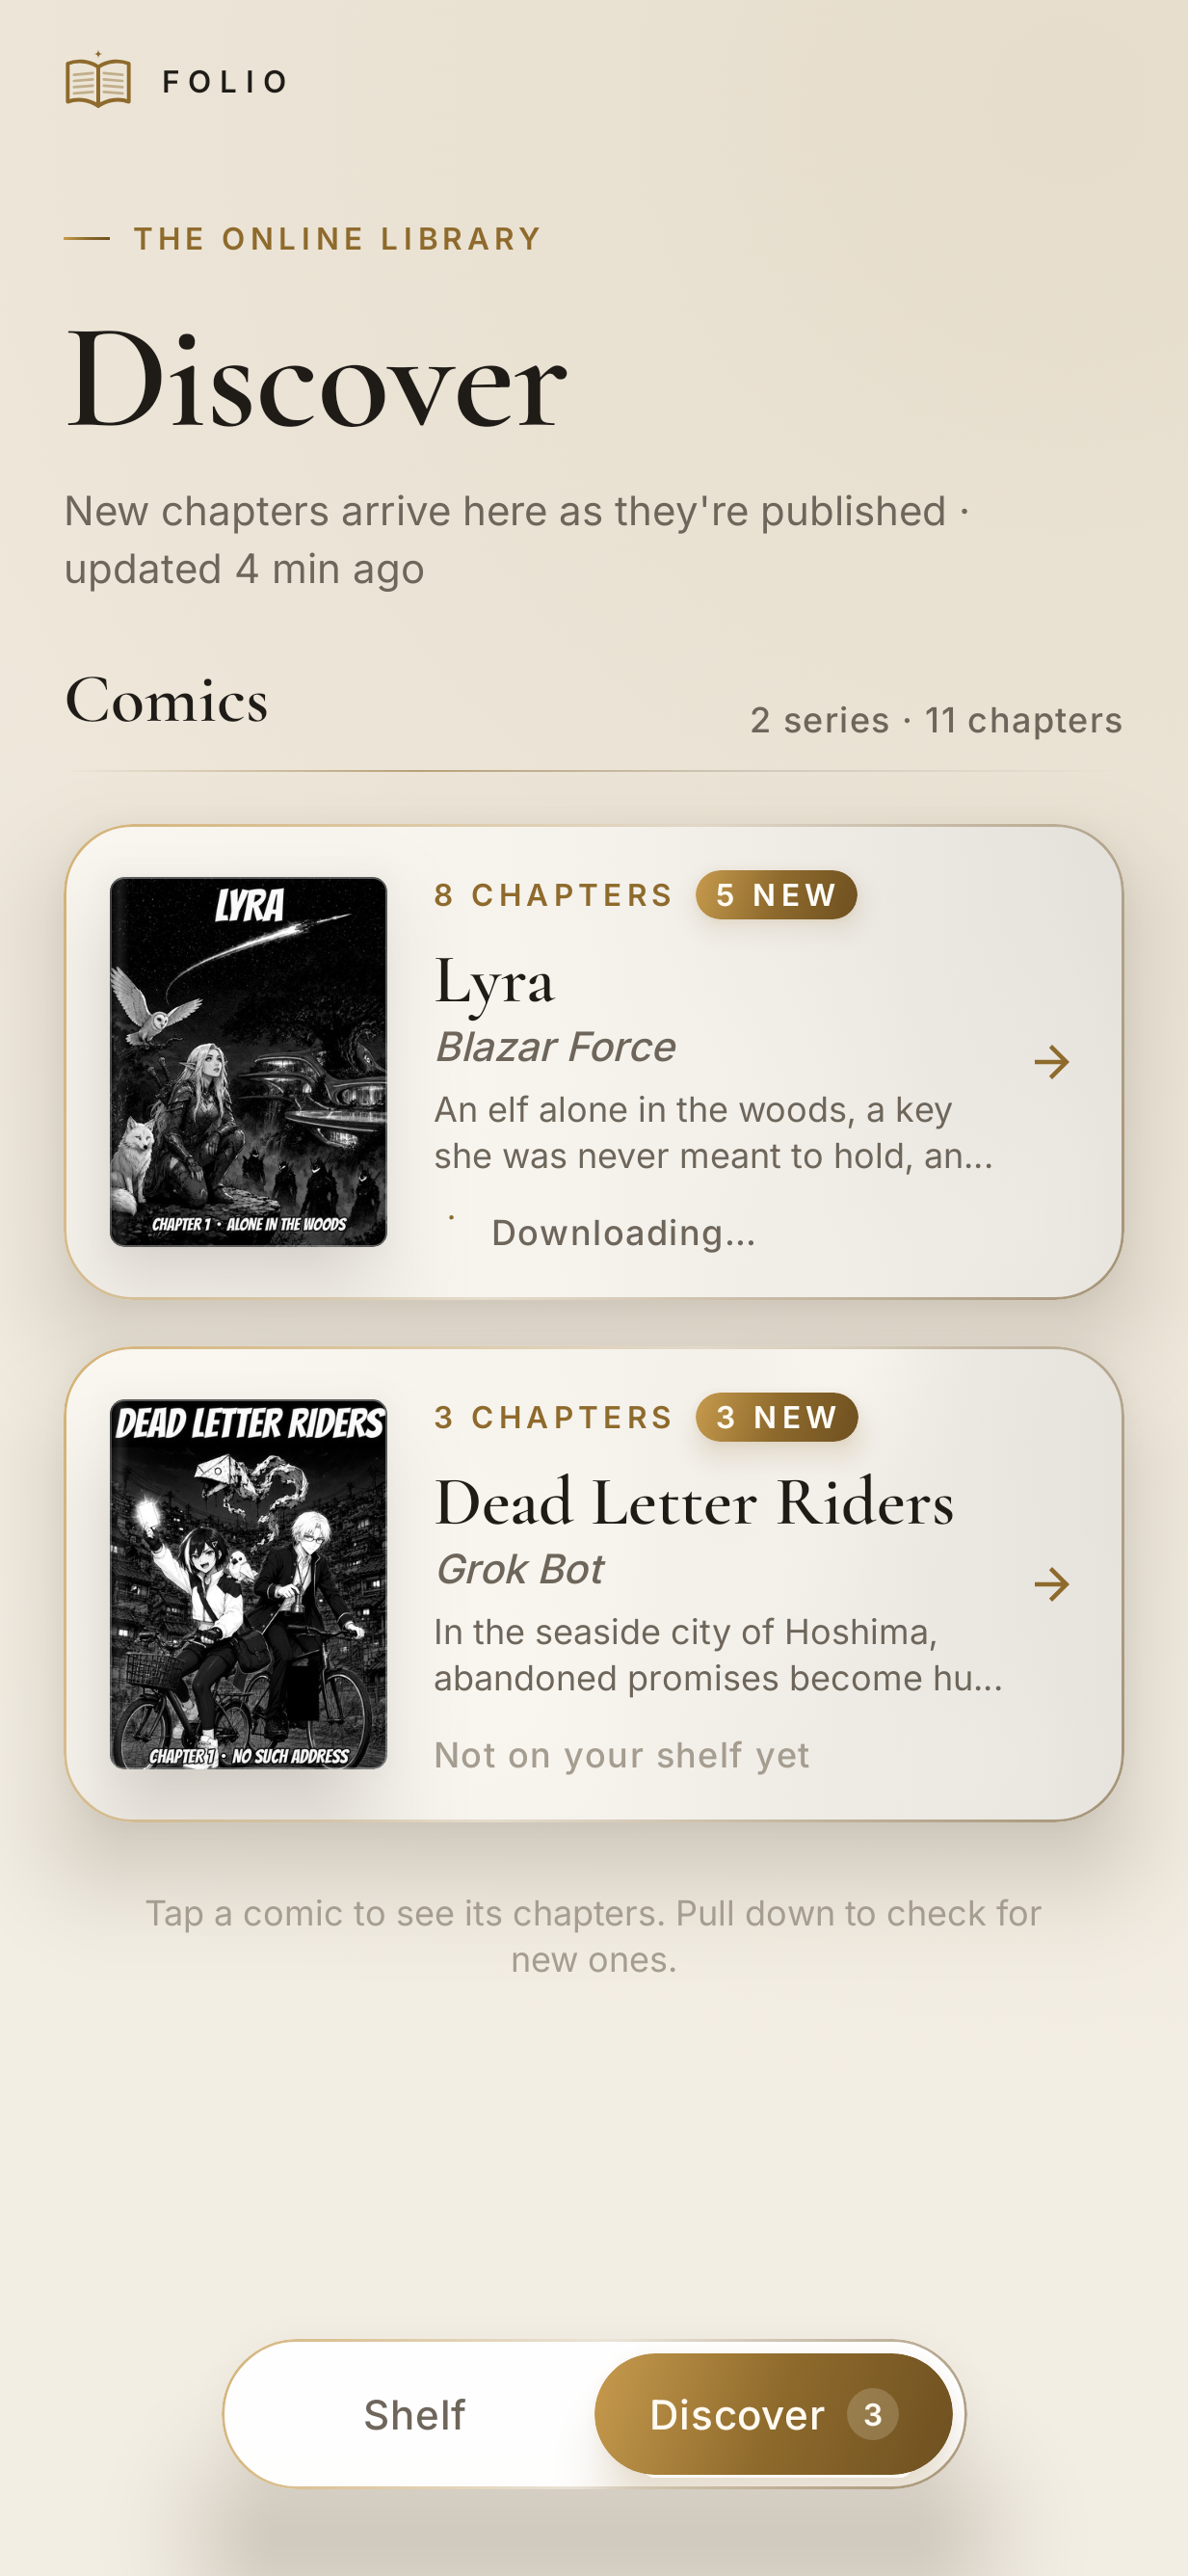 FOLIO
THE ONLINE LIBRARY
Discover
New chapters arrive here as they're published ·
updated 4 min ago
Comics
2 series · 11 chapters
LYRA
CHAPTER 1 · ALONE IN THE WOODS
8 CHAPTERS
5 NEW
Lyra
Blazar Force
An elf alone in the woods, a key
she was never meant to hold, an...
Downloading...
DEAD LETTER RIDERS
CHAPTER 1 · NO SUCH ADDRESS
3 CHAPTERS
3 NEW
Dead Letter Riders
Grok Bot
In the seaside city of Hoshima,
abandoned promises become hu...
Not on your shelf yet
Tap a comic to see its chapters. Pull down to check for
new ones.
Shelf
Discover 3